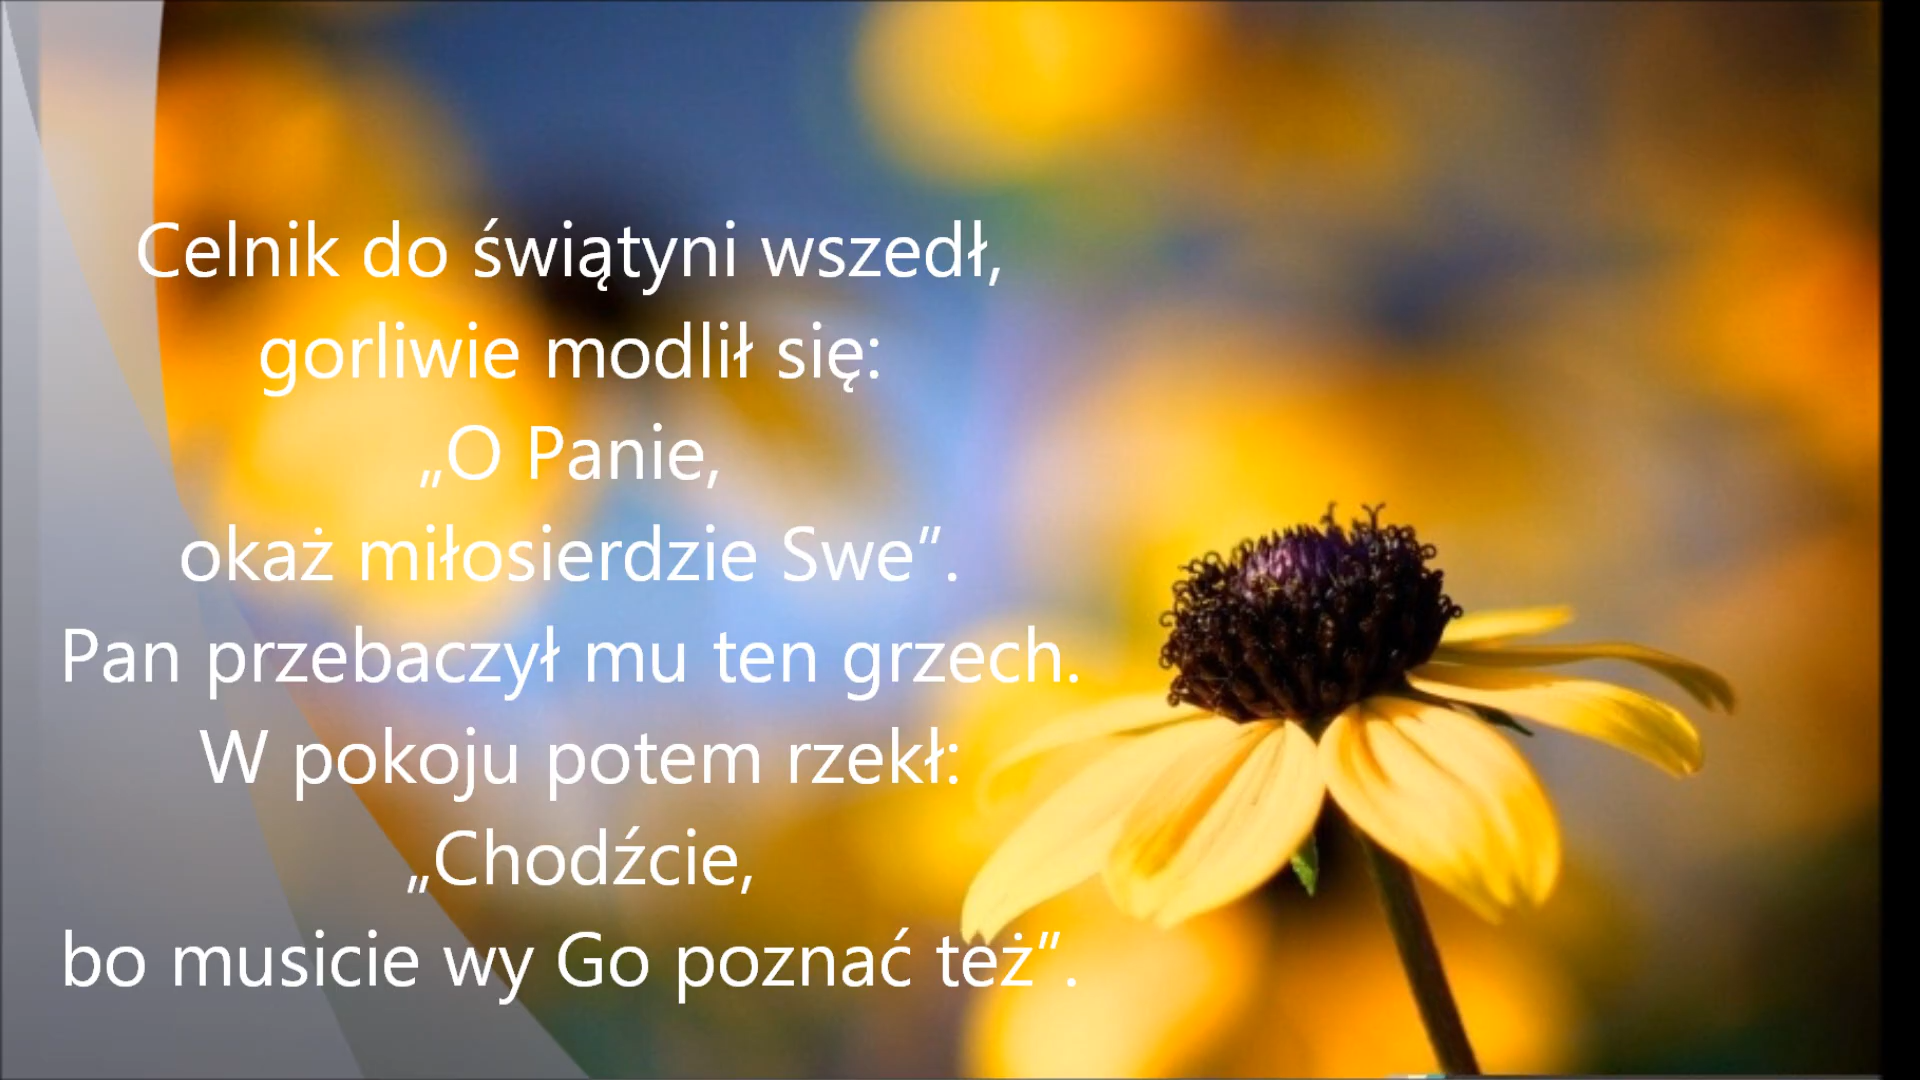 Celnik do świątyni wszedł,
gorliwie modlił się:
„O Panie,
okaż miłosierdzie Swe”.
Pan przebaczył mu ten grzech.
W pokoju potem rzekł:
„Chodźcie,
bo musicie wy Go poznać też”.